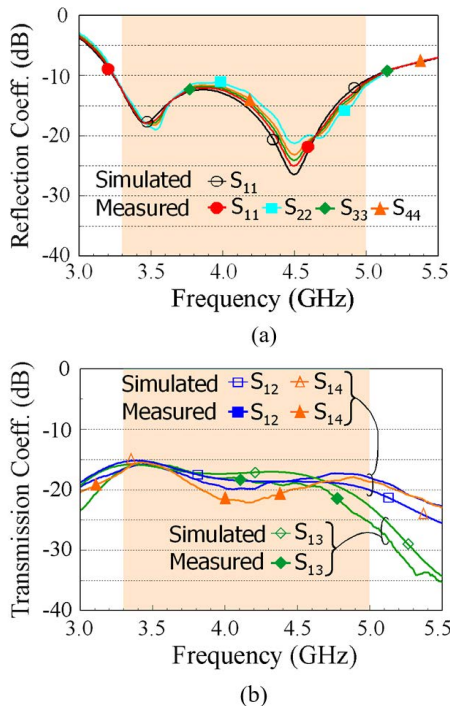 0
-10
-20
-30
-40
Reflection Coeff. (dB)
Simulated S11
Measured S11 S22 S33 S44
3.0 3.5 4.0 4.5 5.0 5.5
Frequency (GHz)
(a)
0
-10
-20
-30
-40
Transmission Coeff. (dB)
Simulated S12 S14
Measured S12 S14
Simulated S13
Measured S13
3.0 3.5 4.0 4.5 5.0 5.5
Frequency (GHz)
(b)